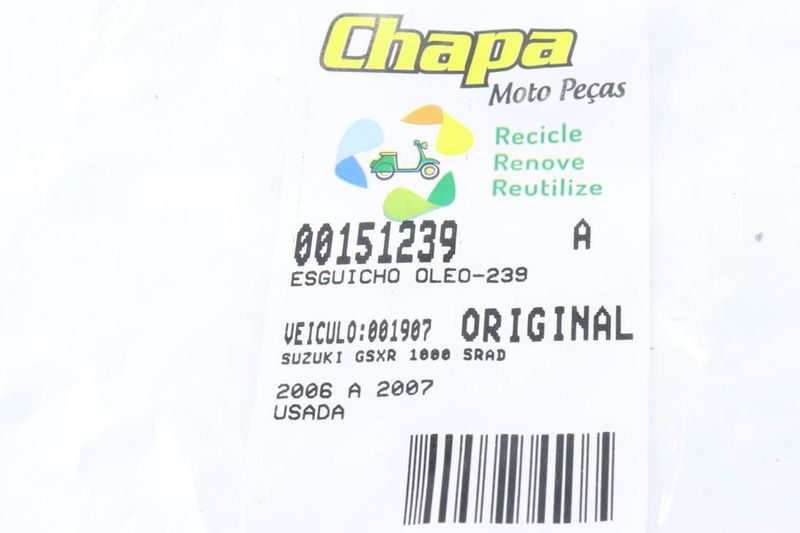 Chapa
Moto Peças
Recicle
Renove
Reutilize
00151239 A
ESGUICHO OLEO-239
VEICULO:001907 ORIGINAL
SUZUKI GSXR 1000 SRAD
2006 A 2007
USADA